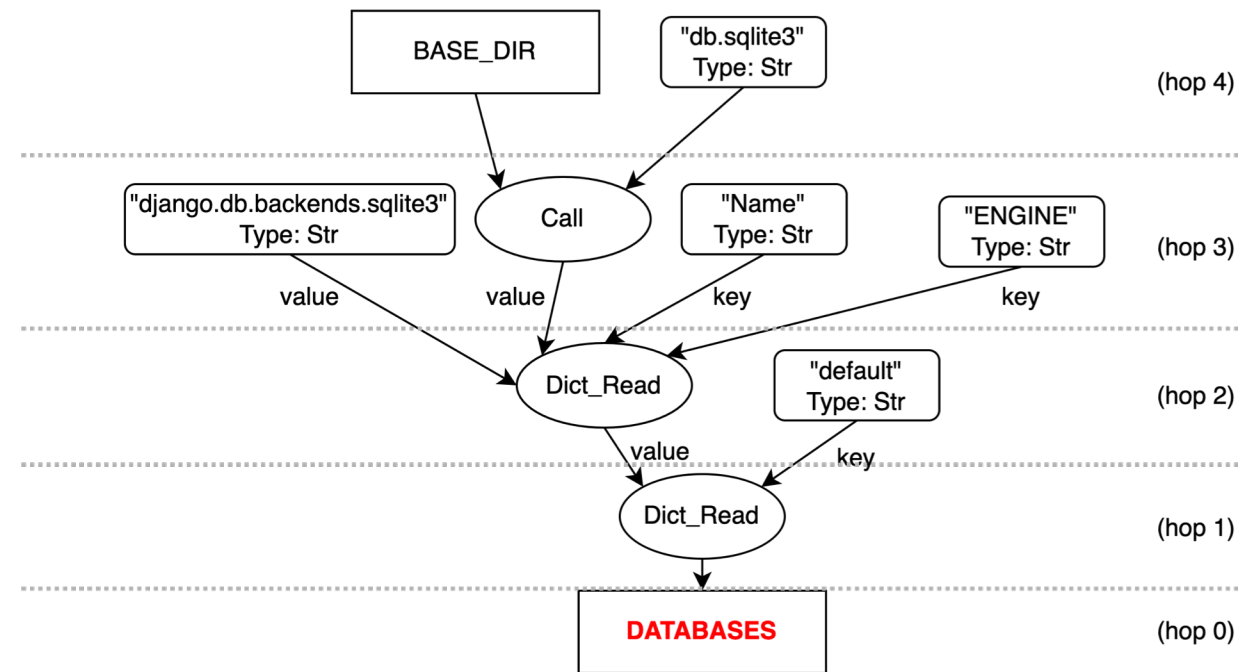 BASE_DIR
"db.sqlite3"
Type: Str
(hop 4)
"django.db.backends.sqlite3"
Type: Str
Call
"Name"
Type: Str
"ENGINE"
Type: Str
(hop 3)
value
value
key
key
Dict_Read
"default"
Type: Str
(hop 2)
value
key
Dict_Read
(hop 1)
DATABASES
(hop 0)